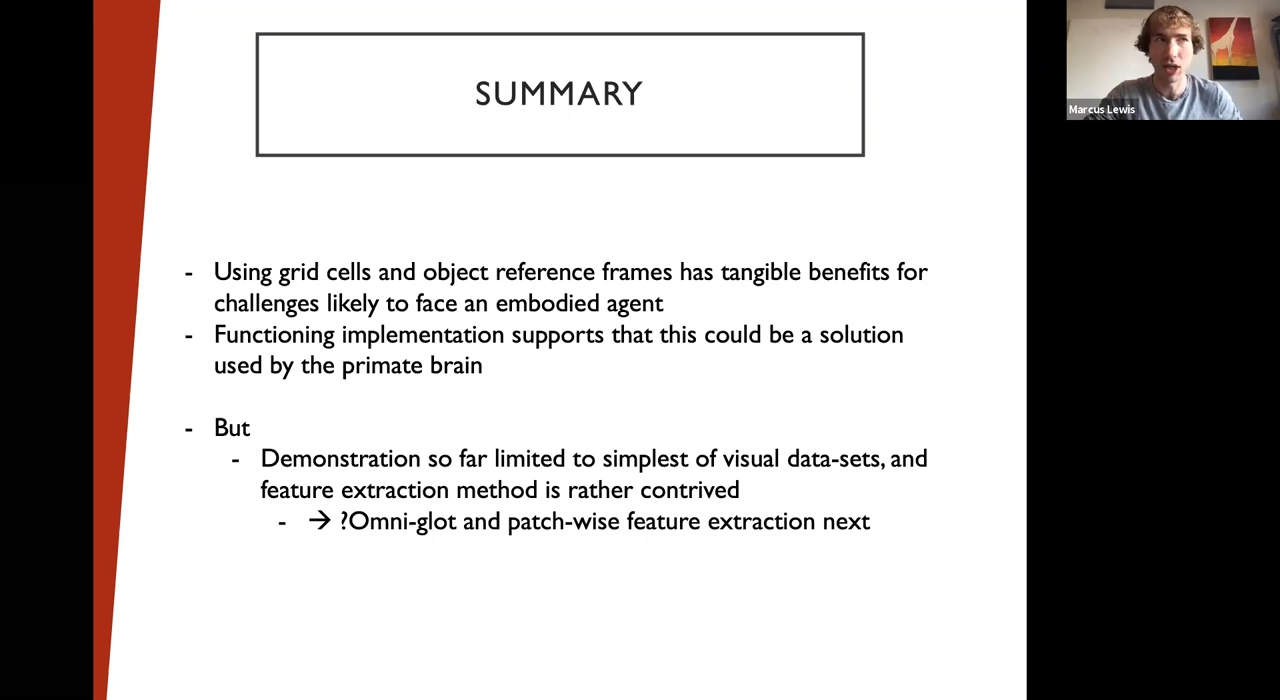 SUMMARY
Marcus Lewis
- Using grid cells and object reference frames has tangible benefits for
challenges likely to face an embodied agent
- Functioning implementation supports that this could be a solution
used by the primate brain
- But
- Demonstration so far limited to simplest of visual data-sets, and
feature extraction method is rather contrived
- → ?Omni-glot and patch-wise feature extraction next